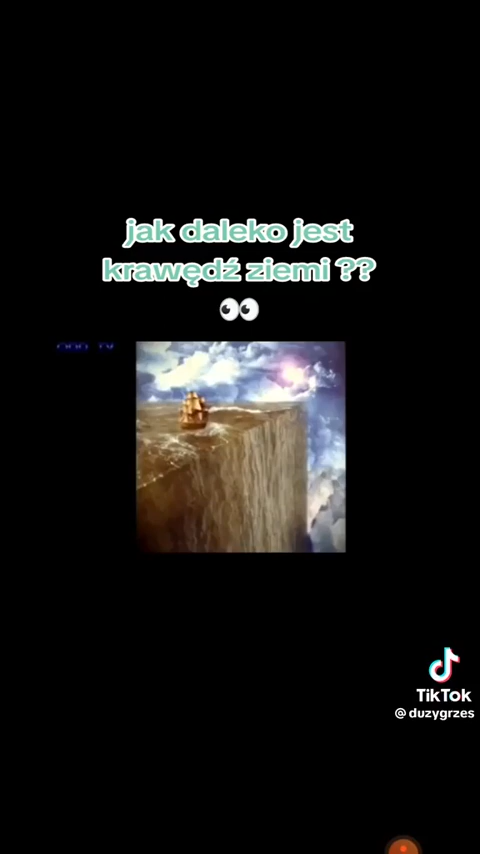 jak daleko jest
krawędź ziemi ??
👀
TikTok
@duzygrzes